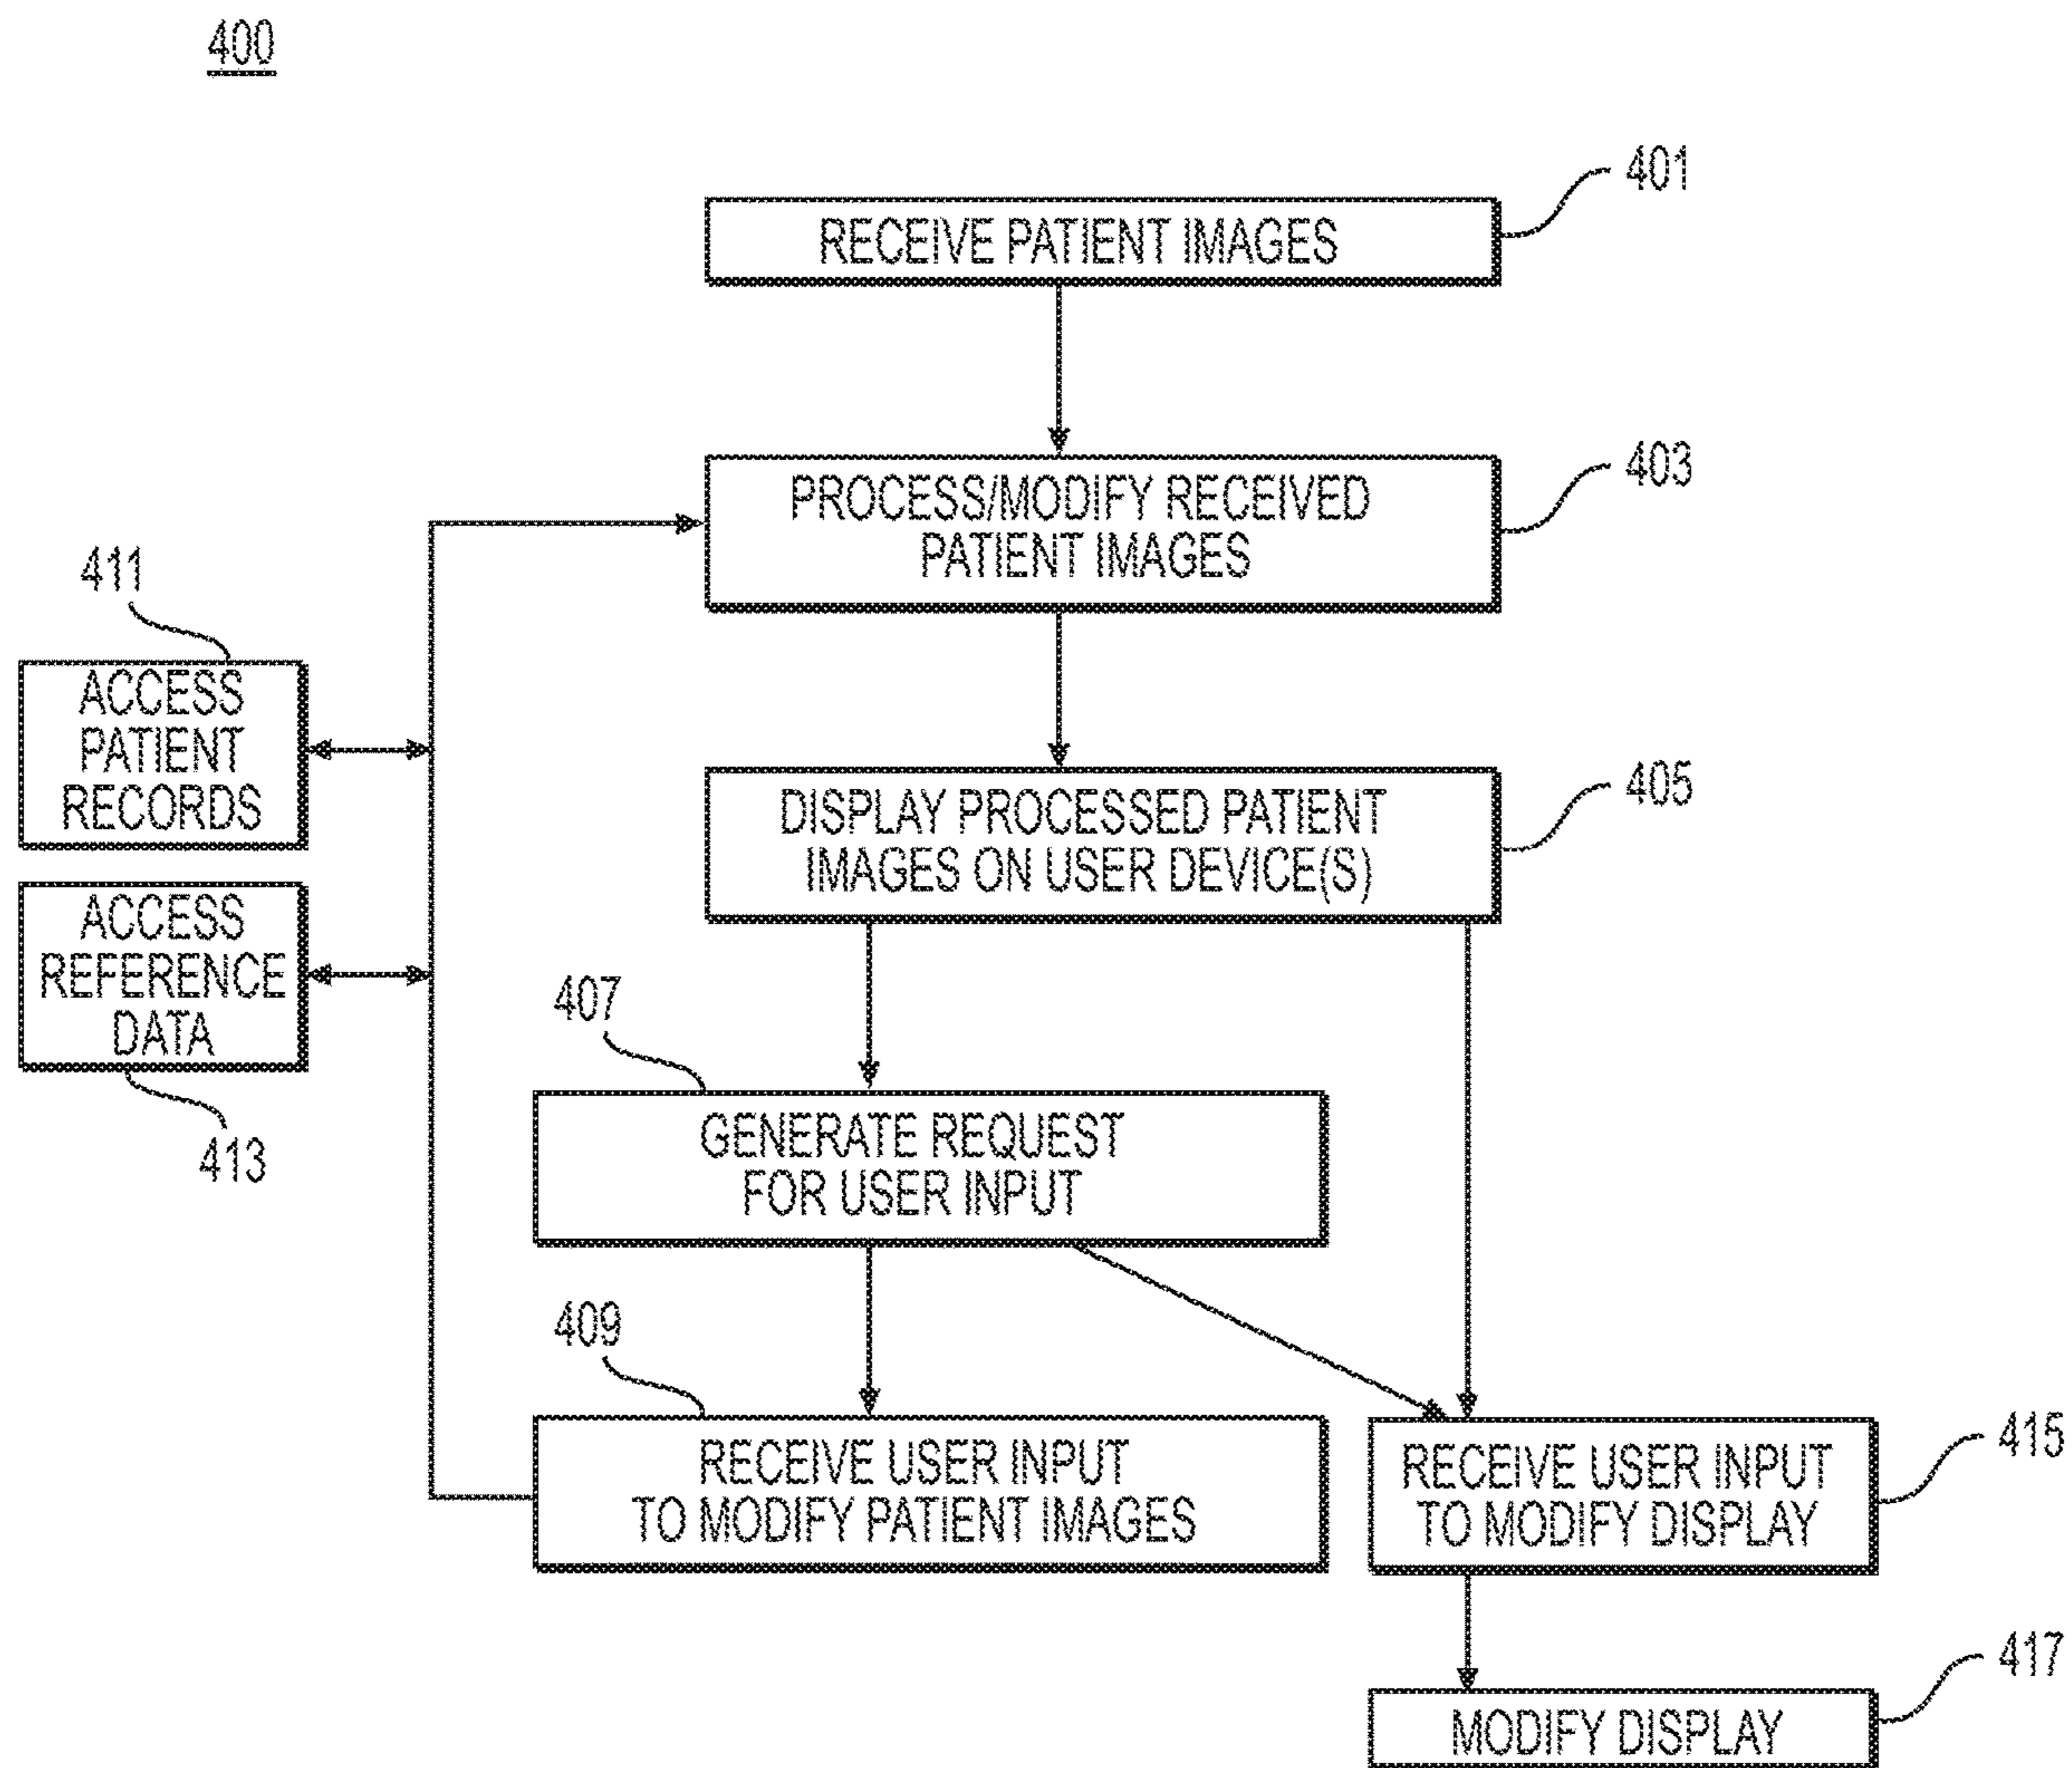 400
401
RECEIVE PATIENT IMAGES
403
PROCESS/MODIFY RECEIVED
PATIENT IMAGES
411
ACCESS
PATIENT
RECORDS
405
DISPLAY PROCESSED PATIENT
IMAGES ON USER DEVICE(S)
ACCESS
REFERENCE
DATA
413
407
GENERATE REQUEST
FOR USER INPUT
409
RECEIVE USER INPUT
TO MODIFY PATIENT IMAGES
415
RECEIVE USER INPUT
TO MODIFY DISPLAY
417
MODIFY DISPLAY